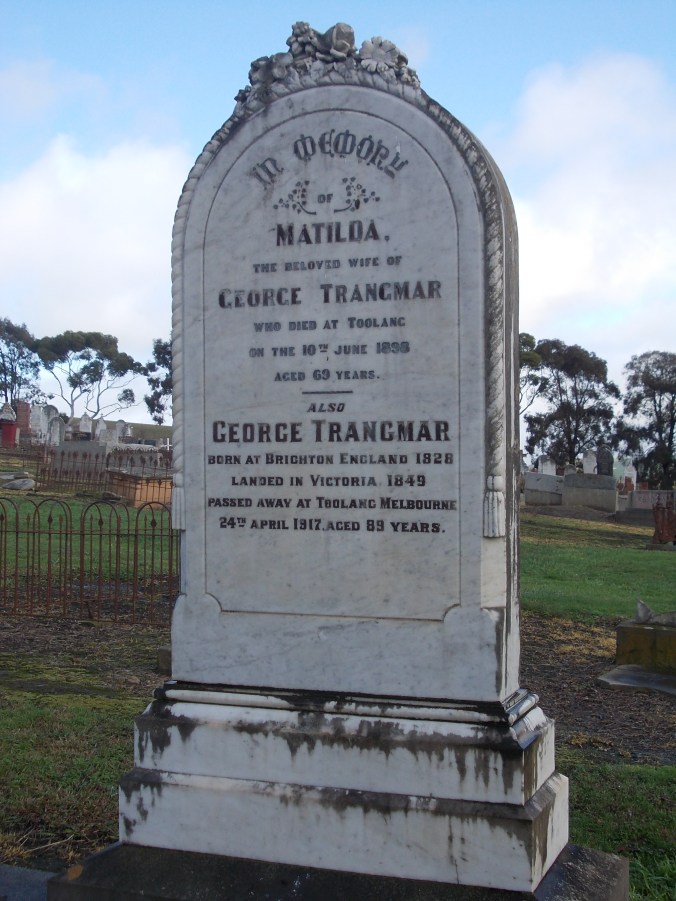 IN MEMORY
OF
MATILDA.
THE BELOVED WIFE OF
GEORGE TRANGMAR
WHO DIED AT TOOLANG
ON THE 10TH JUNE 1898
AGED 69 YEARS.
ALSO
GEORGE TRANGMAR
BORN AT BRIGHTON ENGLAND 1828
LANDED IN VICTORIA 1849
PASSED AWAY AT TOOLANG MELBOURNE
24TH APRIL 1917. AGED 89 YEARS.